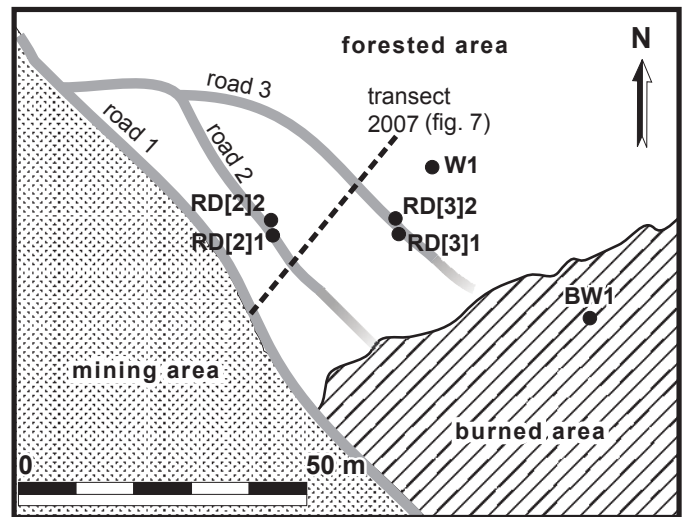 forested area
N
road 3
transect
2007 (fig. 7)
road 1
road 2
W1
RD[2]2
RD[3]2
RD[2]1
RD[3]1
BW1
mining area
burned area
0
50 m